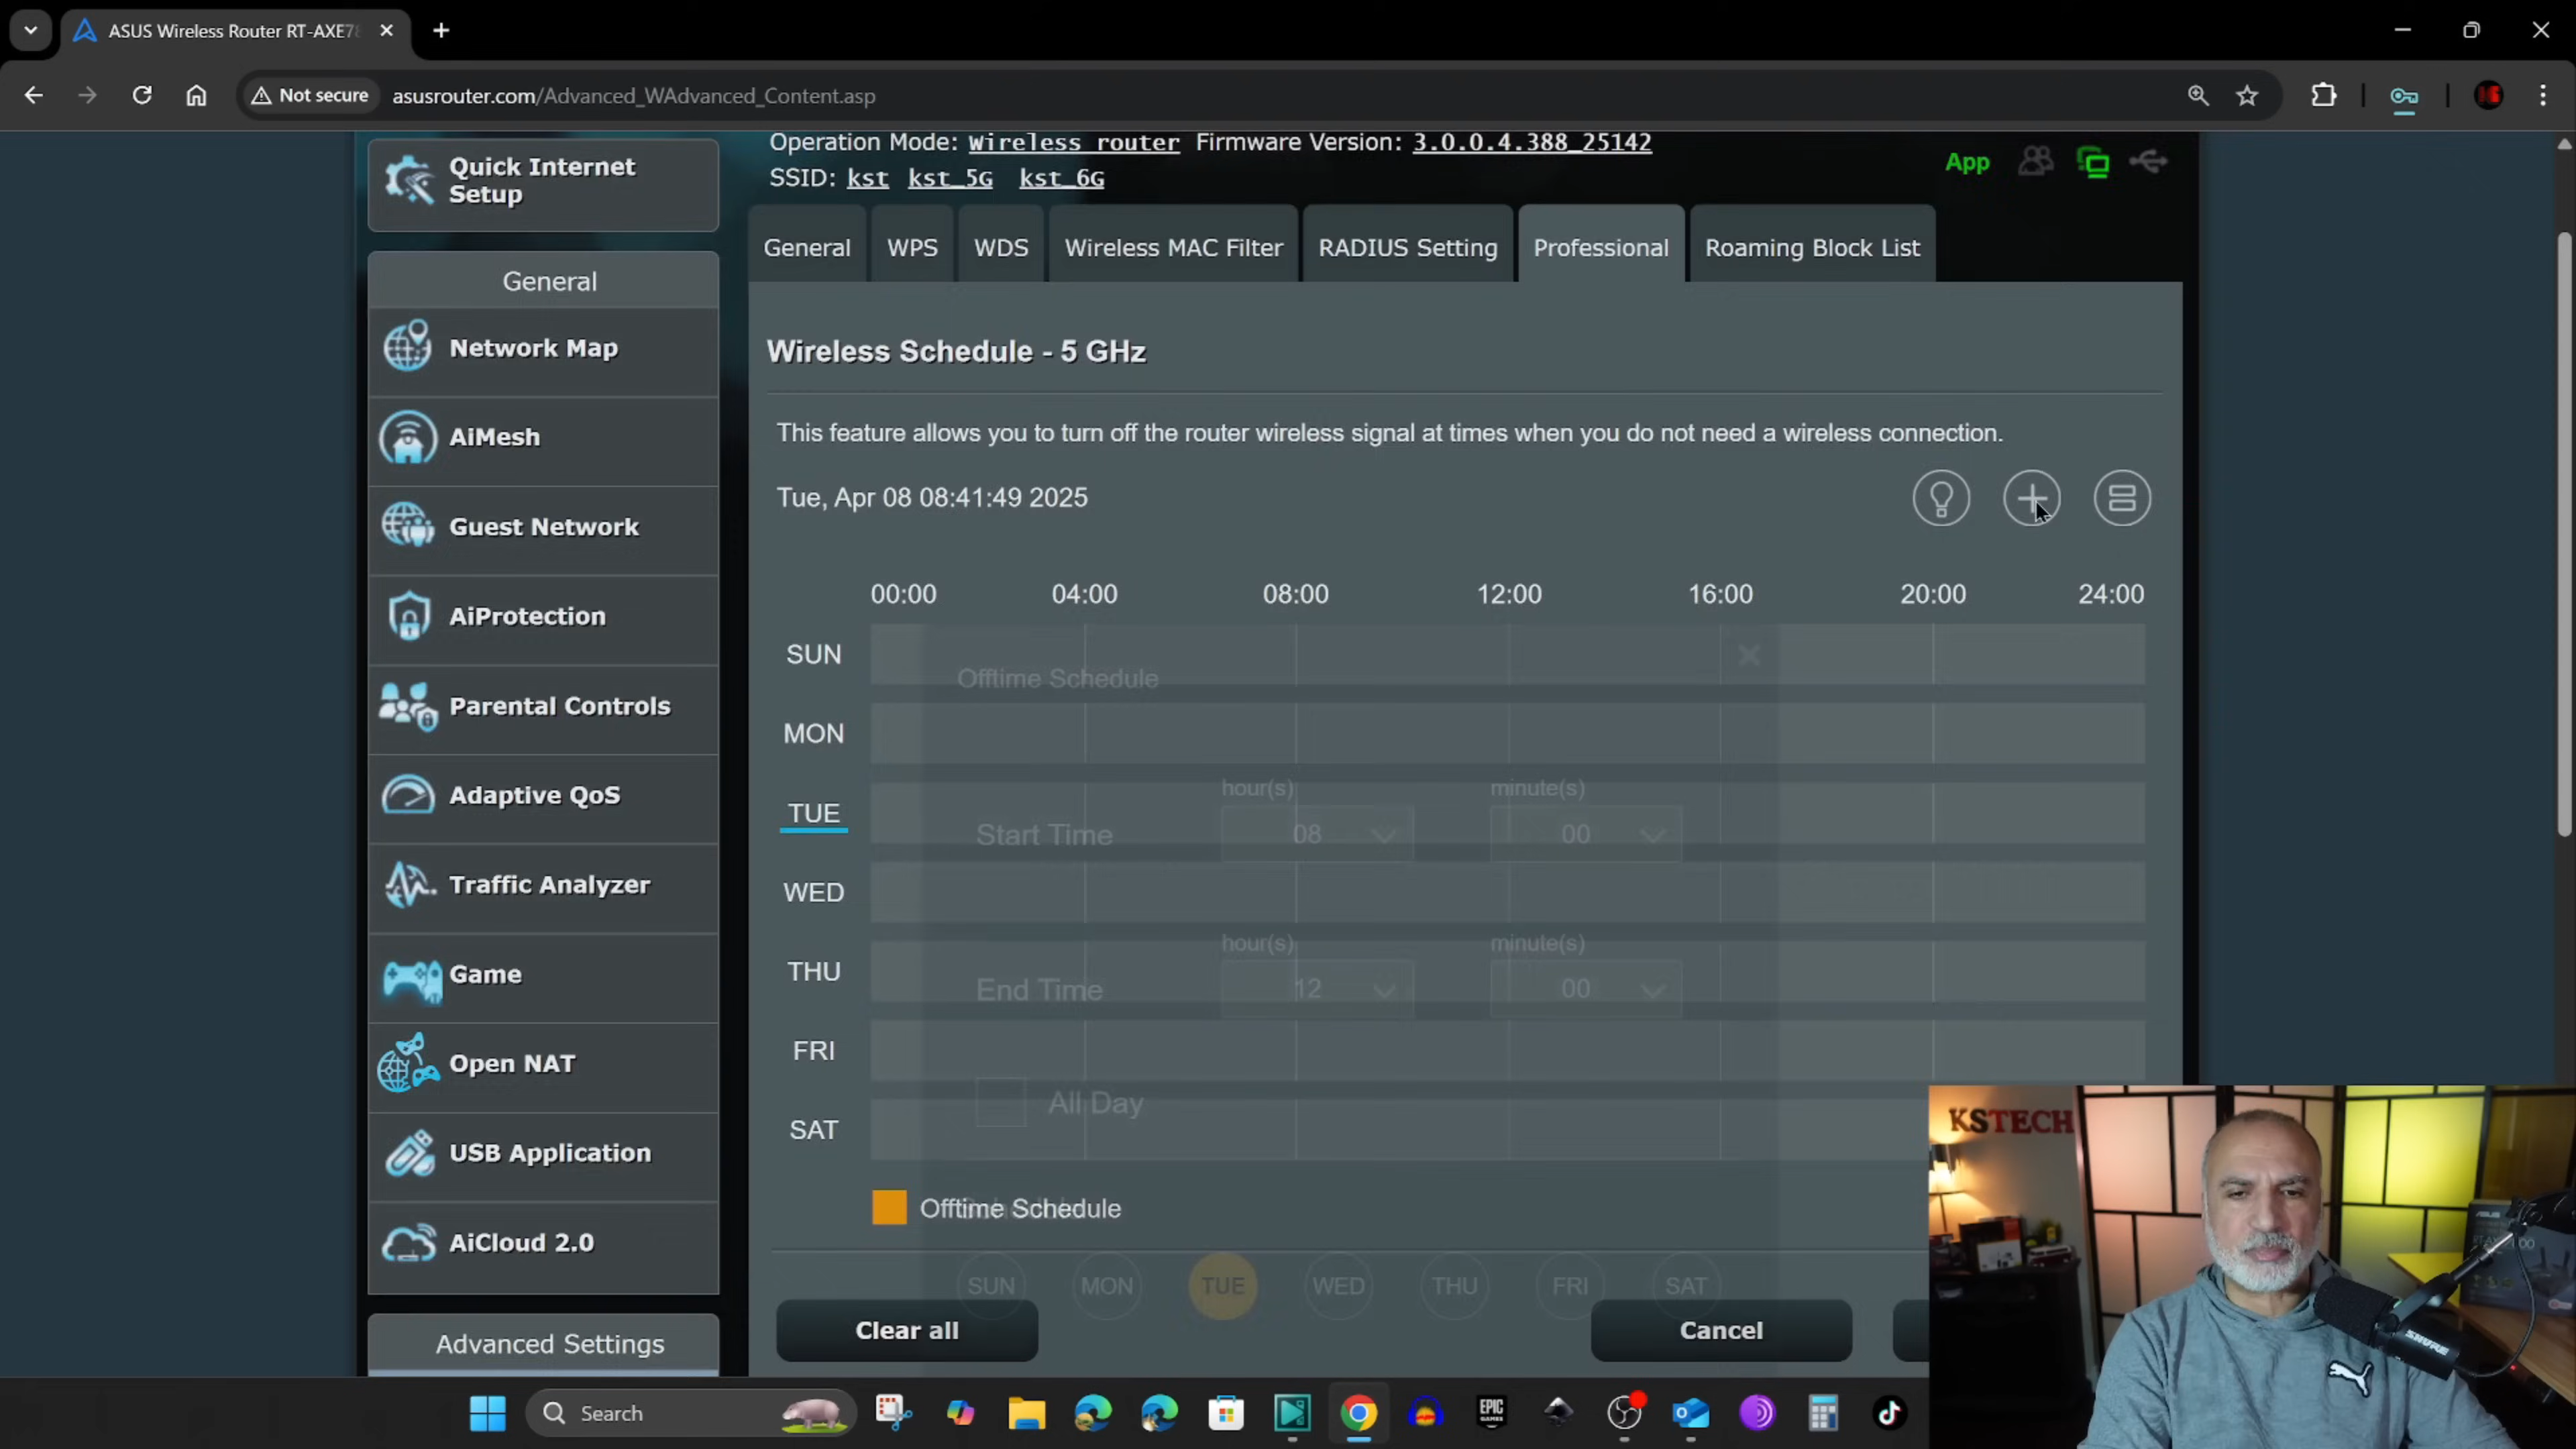 ASUS Wireless Router RT-AXE78
Not secure
asusrouter.com/Advanced_WAdvanced_Content.asp
Operation Mode: Wireless router Firmware Version: 3.0.0.4.388_25142
SSID: kst kst_5G kst_6G
App
Quick Internet
Setup
General
Network Map
AiMesh
Guest Network
AiProtection
Parental Controls
Adaptive QoS
Traffic Analyzer
Game
Open NAT
USB Application
AiCloud 2.0
Advanced Settings
General WPS WDS Wireless MAC Filter RADIUS Setting Professional Roaming Block List
Wireless Schedule - 5 GHz
This feature allows you to turn off the router wireless signal at times when you do not need a wireless connection.
Tue, Apr 08 08:41:49 2025
00:00 04:00 08:00 12:00 16:00 20:00 24:00
SUN
Offtime Schedule
MON
hour(s) minute(s)
TUE
Start Time 08 00
WED
hour(s) minute(s)
THU
End Time 12 00
FRI
All Day
SAT
Offtime Schedule
SUN MON TUE WED THU FRI SAT
Clear all
Cancel
KSTECH
SHURE
Search
EPIC
GAMES